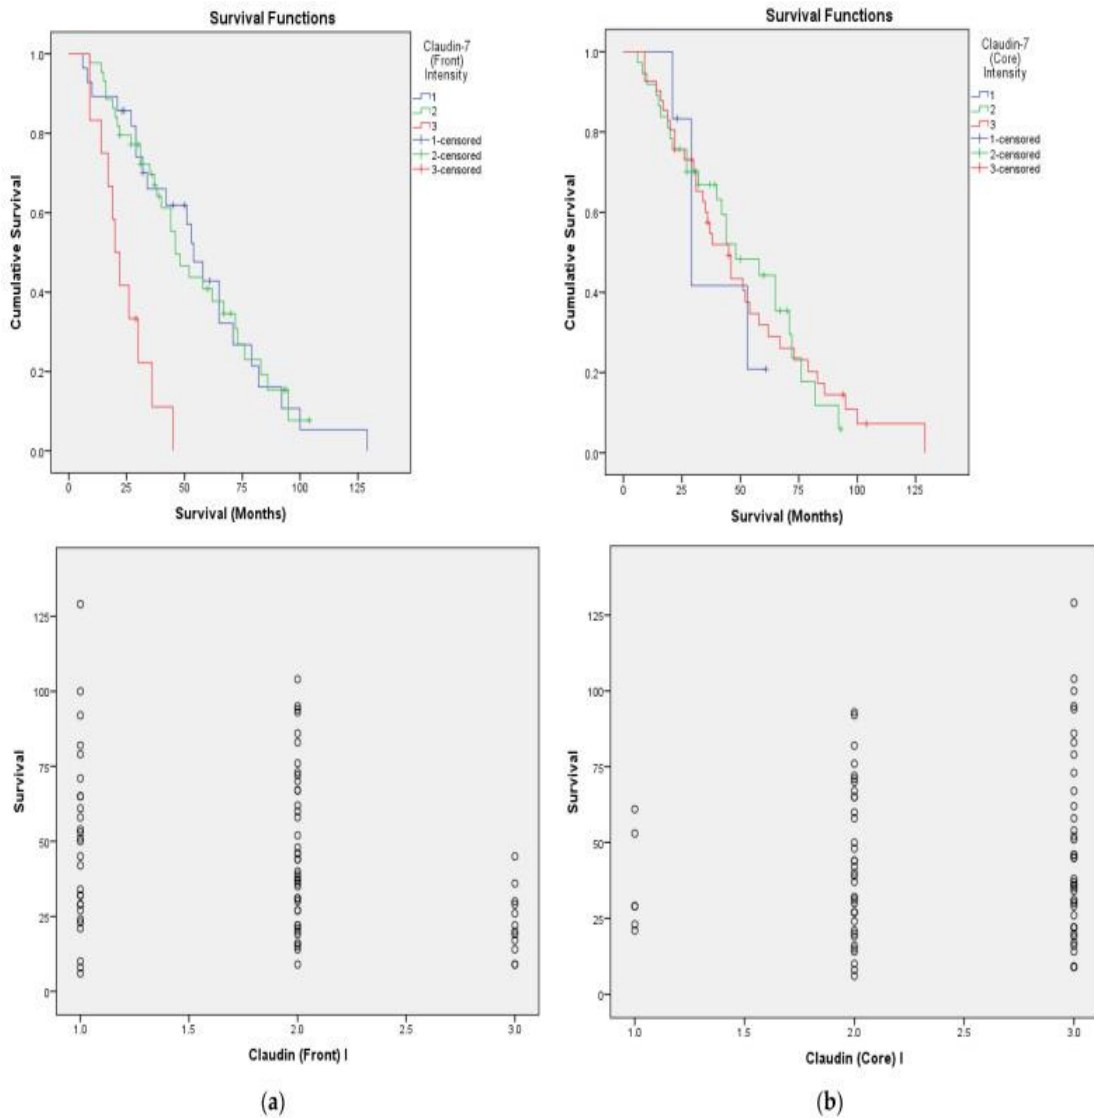 Survival Functions
Claudin-7
(Front)
Intensity
1
2
3
1-censored
2-censored
3-censored
Cumulative Survival
1.0
0.8
0.6
0.4
0.2
0.0
0 25 50 75 100 125
Survival (Months)
Survival Functions
Claudin-7
(Core)
Intensity
1
2
3
1-censored
2-censored
3-censored
Cumulative Survival
1.0
0.8
0.6
0.4
0.2
0.0
0 25 50 75 100 125
Survival (Months)
Survival
125
100
75
50
25
0
1.0 1.5 2.0 2.5 3.0
Claudin (Front) I
Survival
125
100
75
50
25
0
1.0 1.5 2.0 2.5 3.0
Claudin (Core) I
(a)
(b)